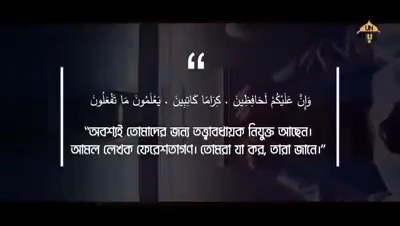 “
وَإِنَّ عَلَيْكُمْ لَحَافِظِينَ . كِرَامًا كَاتِبِينَ . يَعْلَمُونَ مَا تَفْعَلُونَ
“অবশ্যই তোমাদের জন্য তত্ত্বাবধায়ক নিযুক্ত আছেন।
আমল লেখক ফেরেশতাগণ। তোমরা যা কর, তারা জানে।”